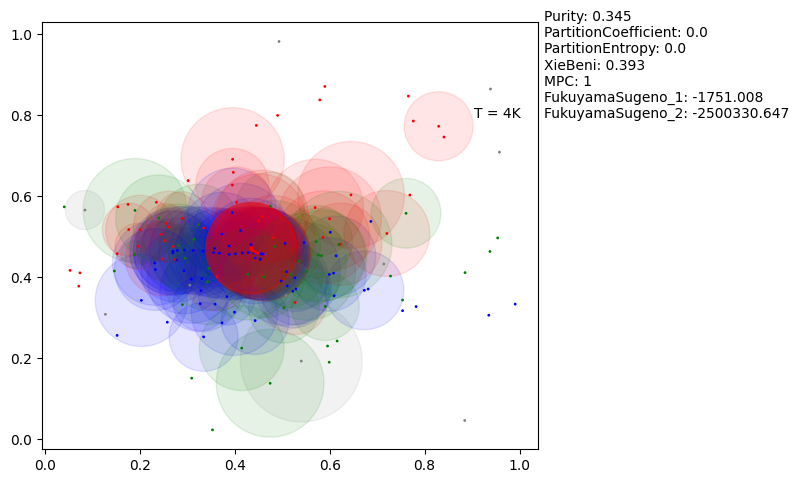 Purity: 0.345
PartitionCoefficient: 0.0
PartitionEntropy: 0.0
XieBeni: 0.393
MPC: 1
FukuyamaSugeno_1: -1751.008
FukuyamaSugeno_2: -2500330.647
T = 4K
1.0
0.8
0.6
0.4
0.2
0.0
0.0 0.2 0.4 0.6 0.8 1.0